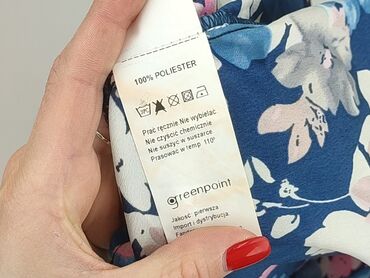 100% POLIESTER
Prać ręcznie Nie wybielać
Nie czyścić chemicznie
Nie suszyć w suszarce
Prasować w temp 110°
greenpoint
Jakość pierwsza
Import i dystrybucja